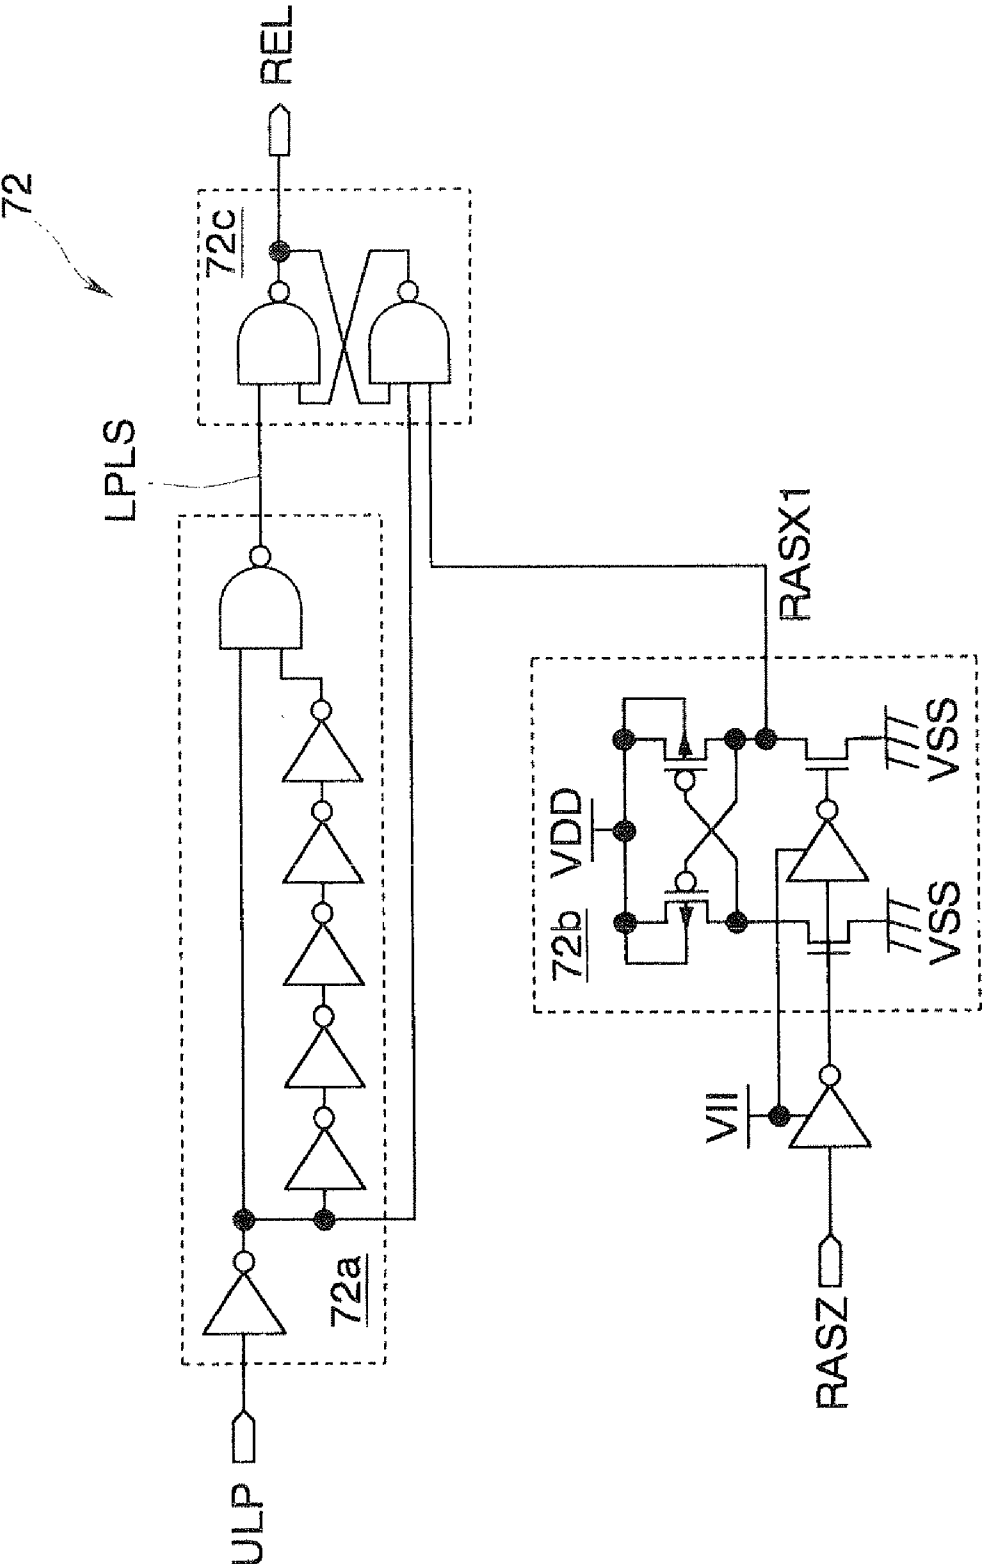 72
ULP
72a
LPLS
72c
REL
RASZ
VII
72b
VDD
VSS
VSS
RASX1